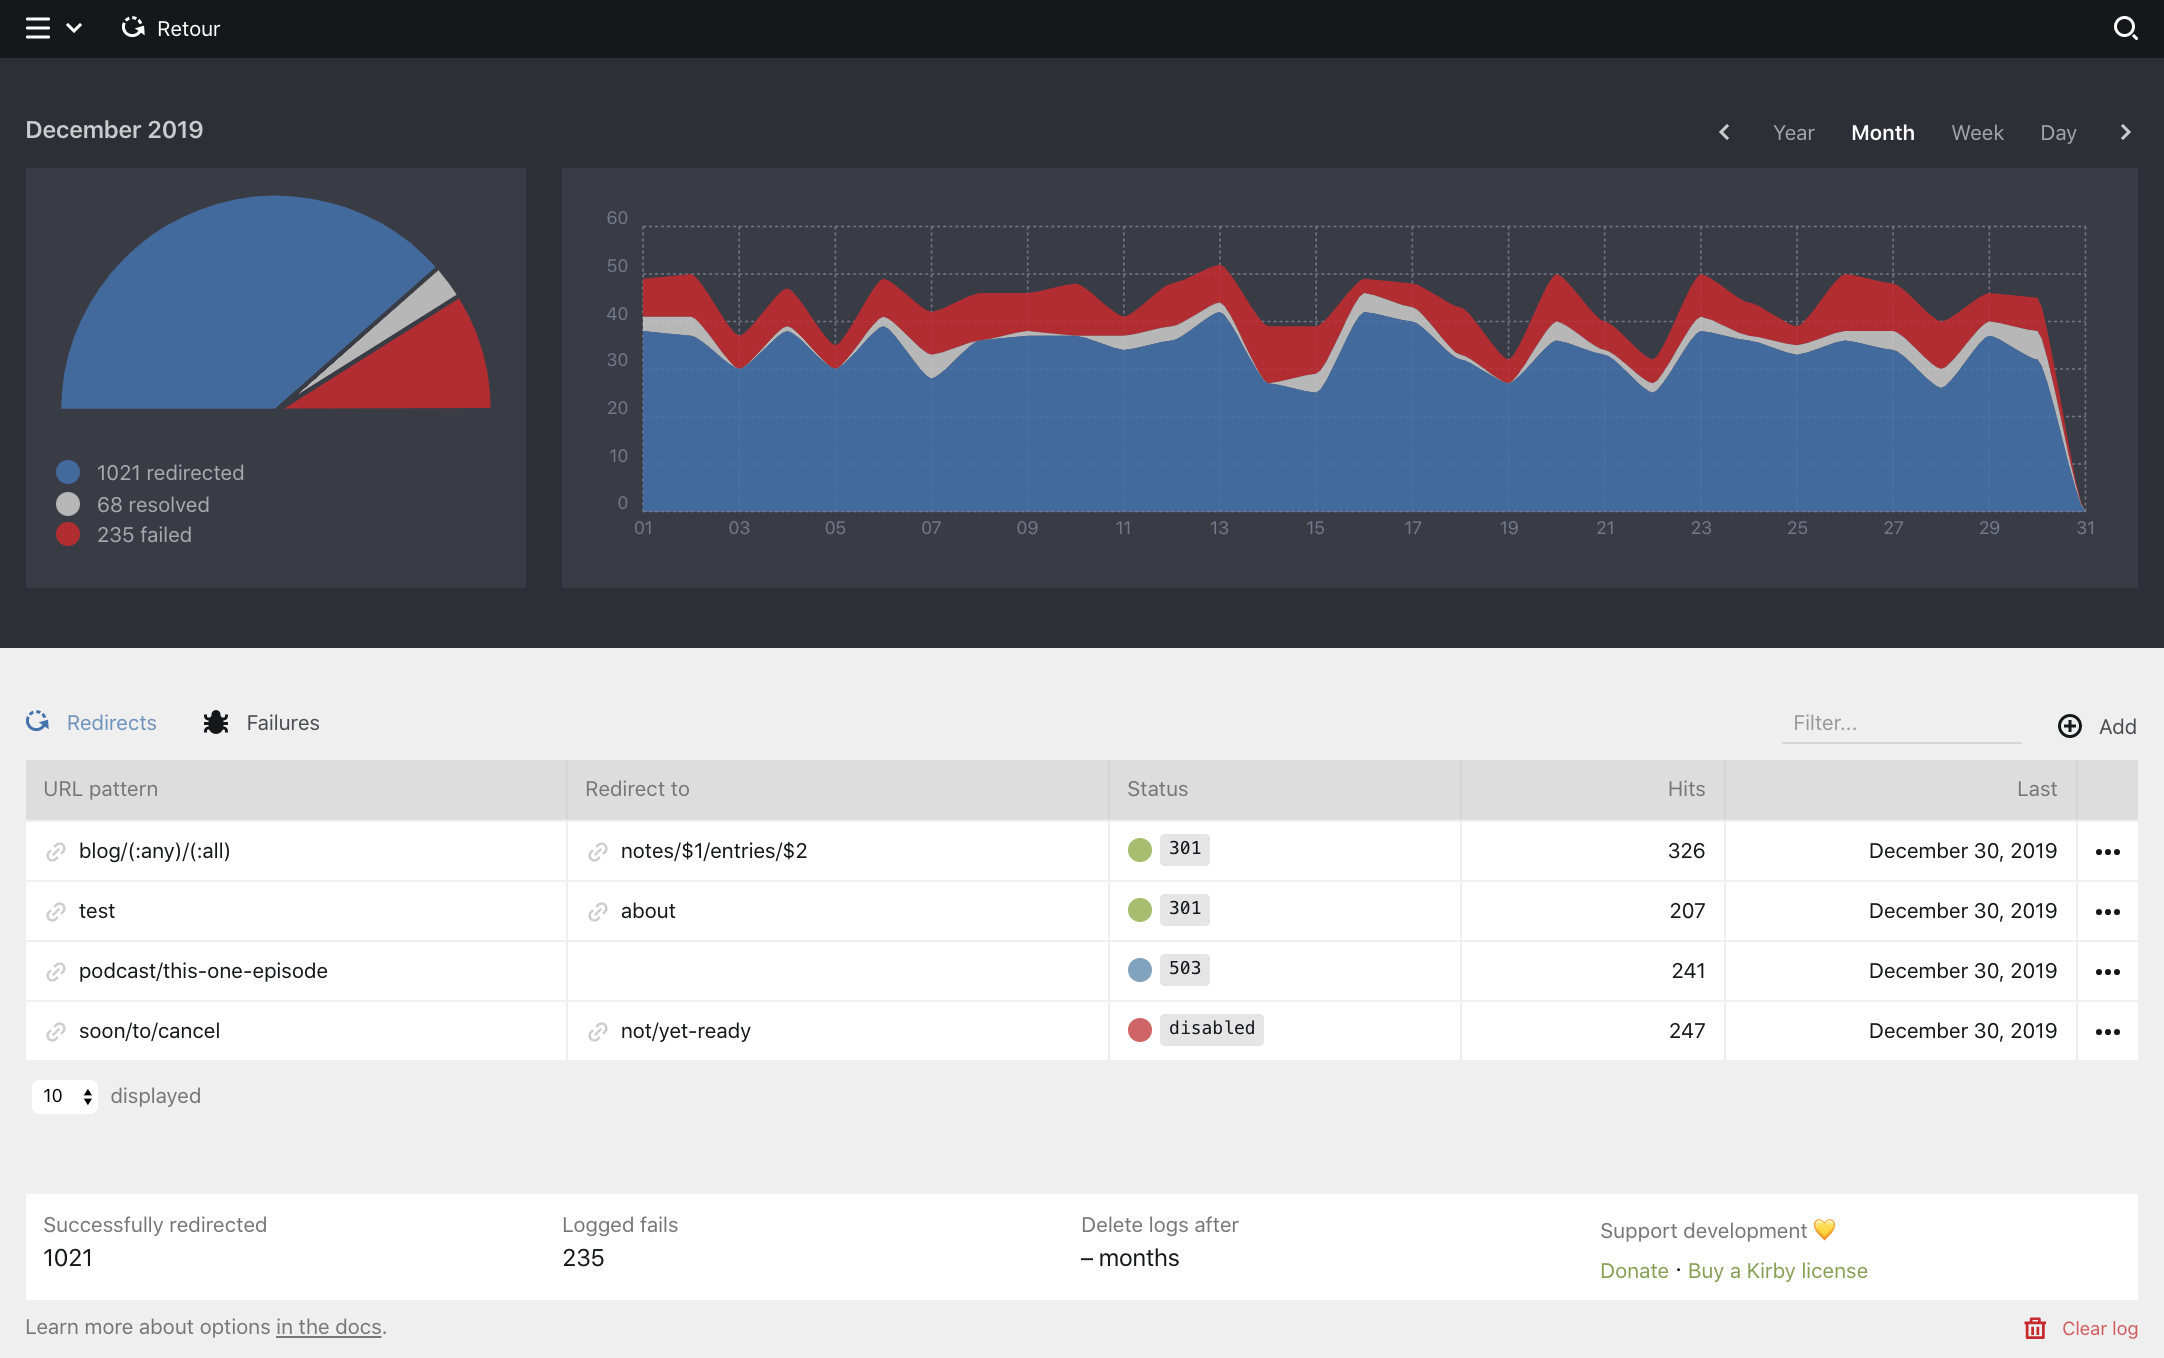 Retour
December 2019
Year Month Week Day
1021 redirected
68 resolved
235 failed
60
50
40
30
20
10
0
01 03 05 07 09 11 13 15 17 19 21 23 25 27 29 31
Redirects Failures Filter... Add
URL pattern Redirect to Status Hits Last
blog/(:any)/(:all) notes/$1/entries/$2 301 326 December 30, 2019
test about 301 207 December 30, 2019
podcast/this-one-episode 503 241 December 30, 2019
soon/to/cancel not/yet-ready disabled 247 December 30, 2019
10 displayed
Successfully redirected Logged fails Delete logs after Support development 💛
1021 235 – months
Donate · Buy a Kirby license
Learn more about options in the docs. Clear log